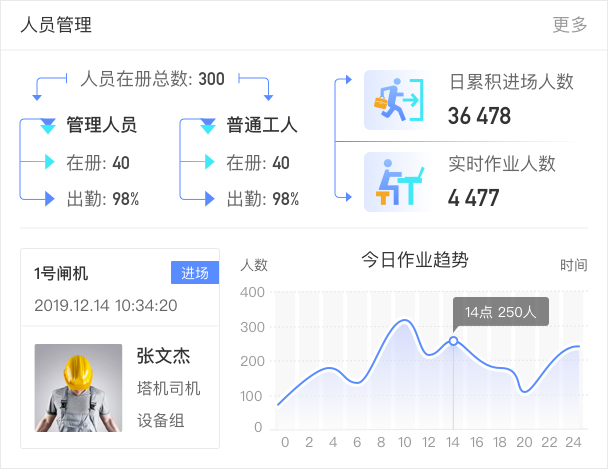 人员管理
更多
人员在册总数: 300
管理人员
在册: 40
出勤: 98%
普通工人
在册: 40
出勤: 98%
日累积进场人数
36 478
实时作业人数
4 477
1号闸机
进场
2019.12.14 10:34:20
张文杰
塔机司机
设备组
人数
今日作业趋势
时间
400
300
200
100
0
14点 250人
0 2 4 6 8 10 12 14 16 18 20 22 24